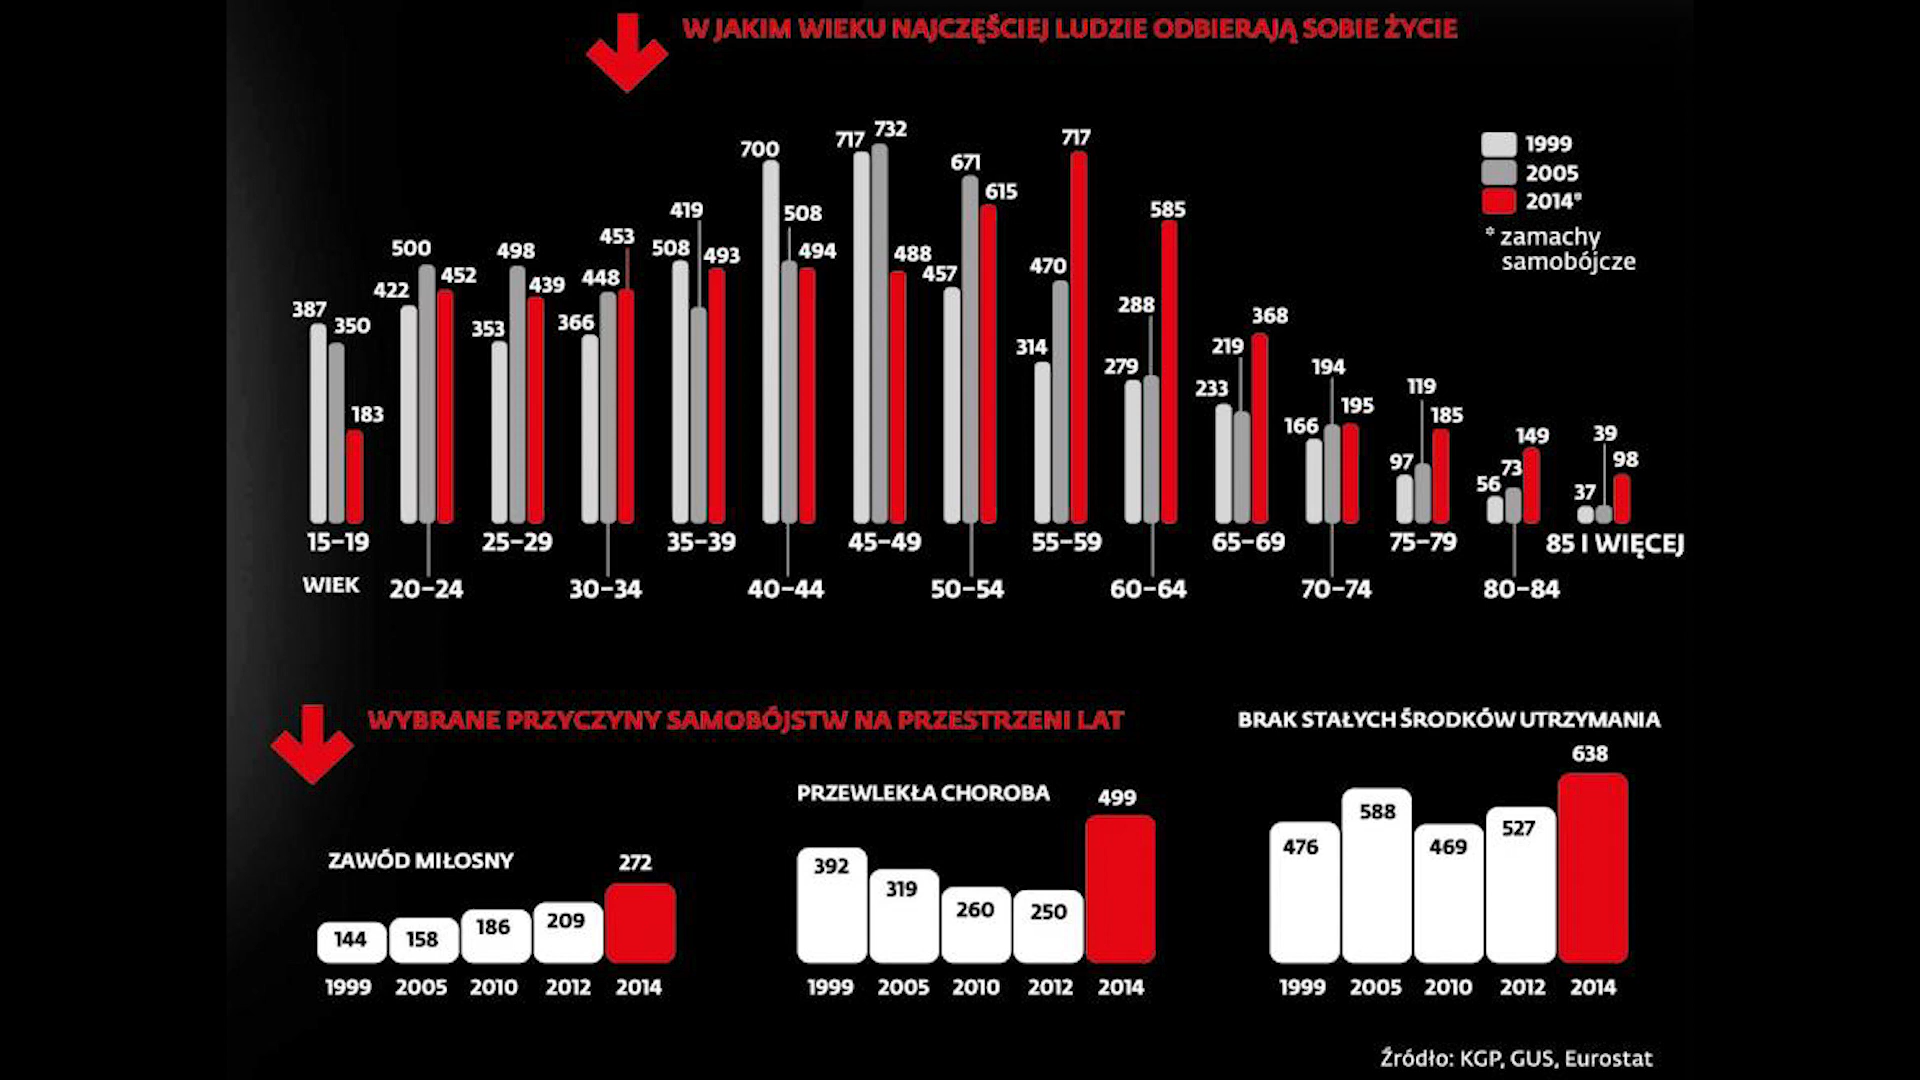 W JAKIM WIEKU NAJCZĘŚCIEJ LUDZIE ODBIERAJĄ SOBIE ŻYCIE
1999
2005
2014*
* zamachy
samobójcze
387 350 183
422 500 452
353 498 439
366 448 453
508 419 493
700 508 494
717 732 488
457 671 615
314 470 717
279 288 585
233 219 368
166 194 195
97 119 185
56 73 149
37 39 98
15–19 25–29 35–39 45–49 55–59 65–69 75–79 85 I WIĘCEJ
WIEK 20–24 30–34 40–44 50–54 60–64 70–74 80–84
WYBRANE PRZYCZYNY SAMOBÓJSTW NA PRZESTRZENI LAT
ZAWÓD MIŁOSNY
144 158 186 209 272
1999 2005 2010 2012 2014
PRZEWLEKŁA CHOROBA
392 319 260 250 499
1999 2005 2010 2012 2014
BRAK STAŁYCH ŚRODKÓW UTRZYMANIA
476 588 469 527 638
1999 2005 2010 2012 2014
Źródło: KGP, GUS, Eurostat